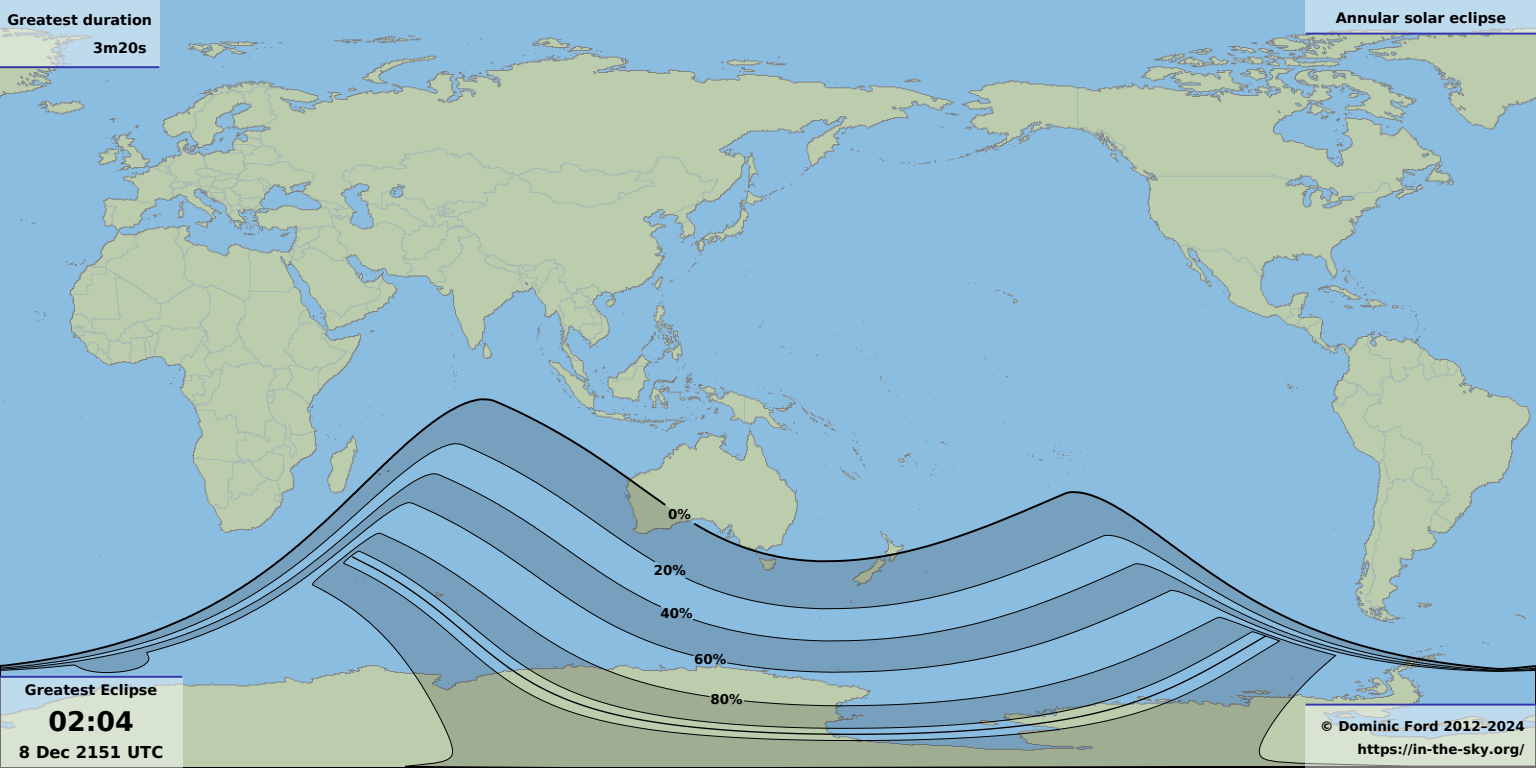 Greatest duration
3m20s
Annular solar eclipse
0%
20%
40%
60%
80%
Greatest Eclipse
02:04
8 Dec 2151 UTC
© Dominic Ford 2012–2024
https://in-the-sky.org/